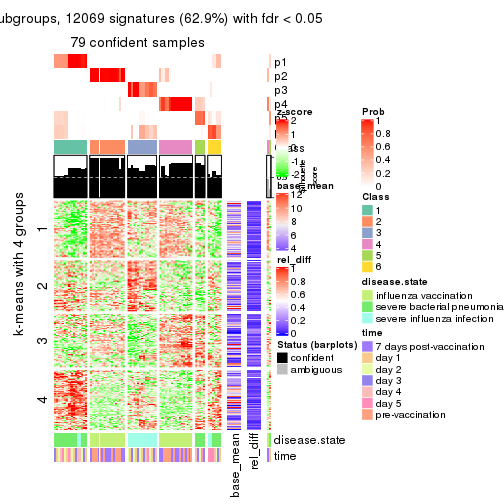 ubgroups, 12069 signatures (62.9%) with fdr < 0.05
79 confident samples
p1
p2
p3
p4
z-score
2
1
0
-1
-2
Silhouette
score
base_mean
12
10
8
6
4
rel_diff
1
0.8
0.6
0.4
0.2
0
Status (barplots)
confident
ambiguous
Prob
1
0.8
0.6
0.4
0.2
0
Class
1
2
3
4
5
6
disease.state
influenza vaccination
severe bacterial pneumonia
severe influenza infection
time
7 days post-vaccination
day 1
day 2
day 3
day 4
day 5
pre-vaccination
k-means with 4 groups
1
2
3
4
disease.state
time
base_mean
rel_diff